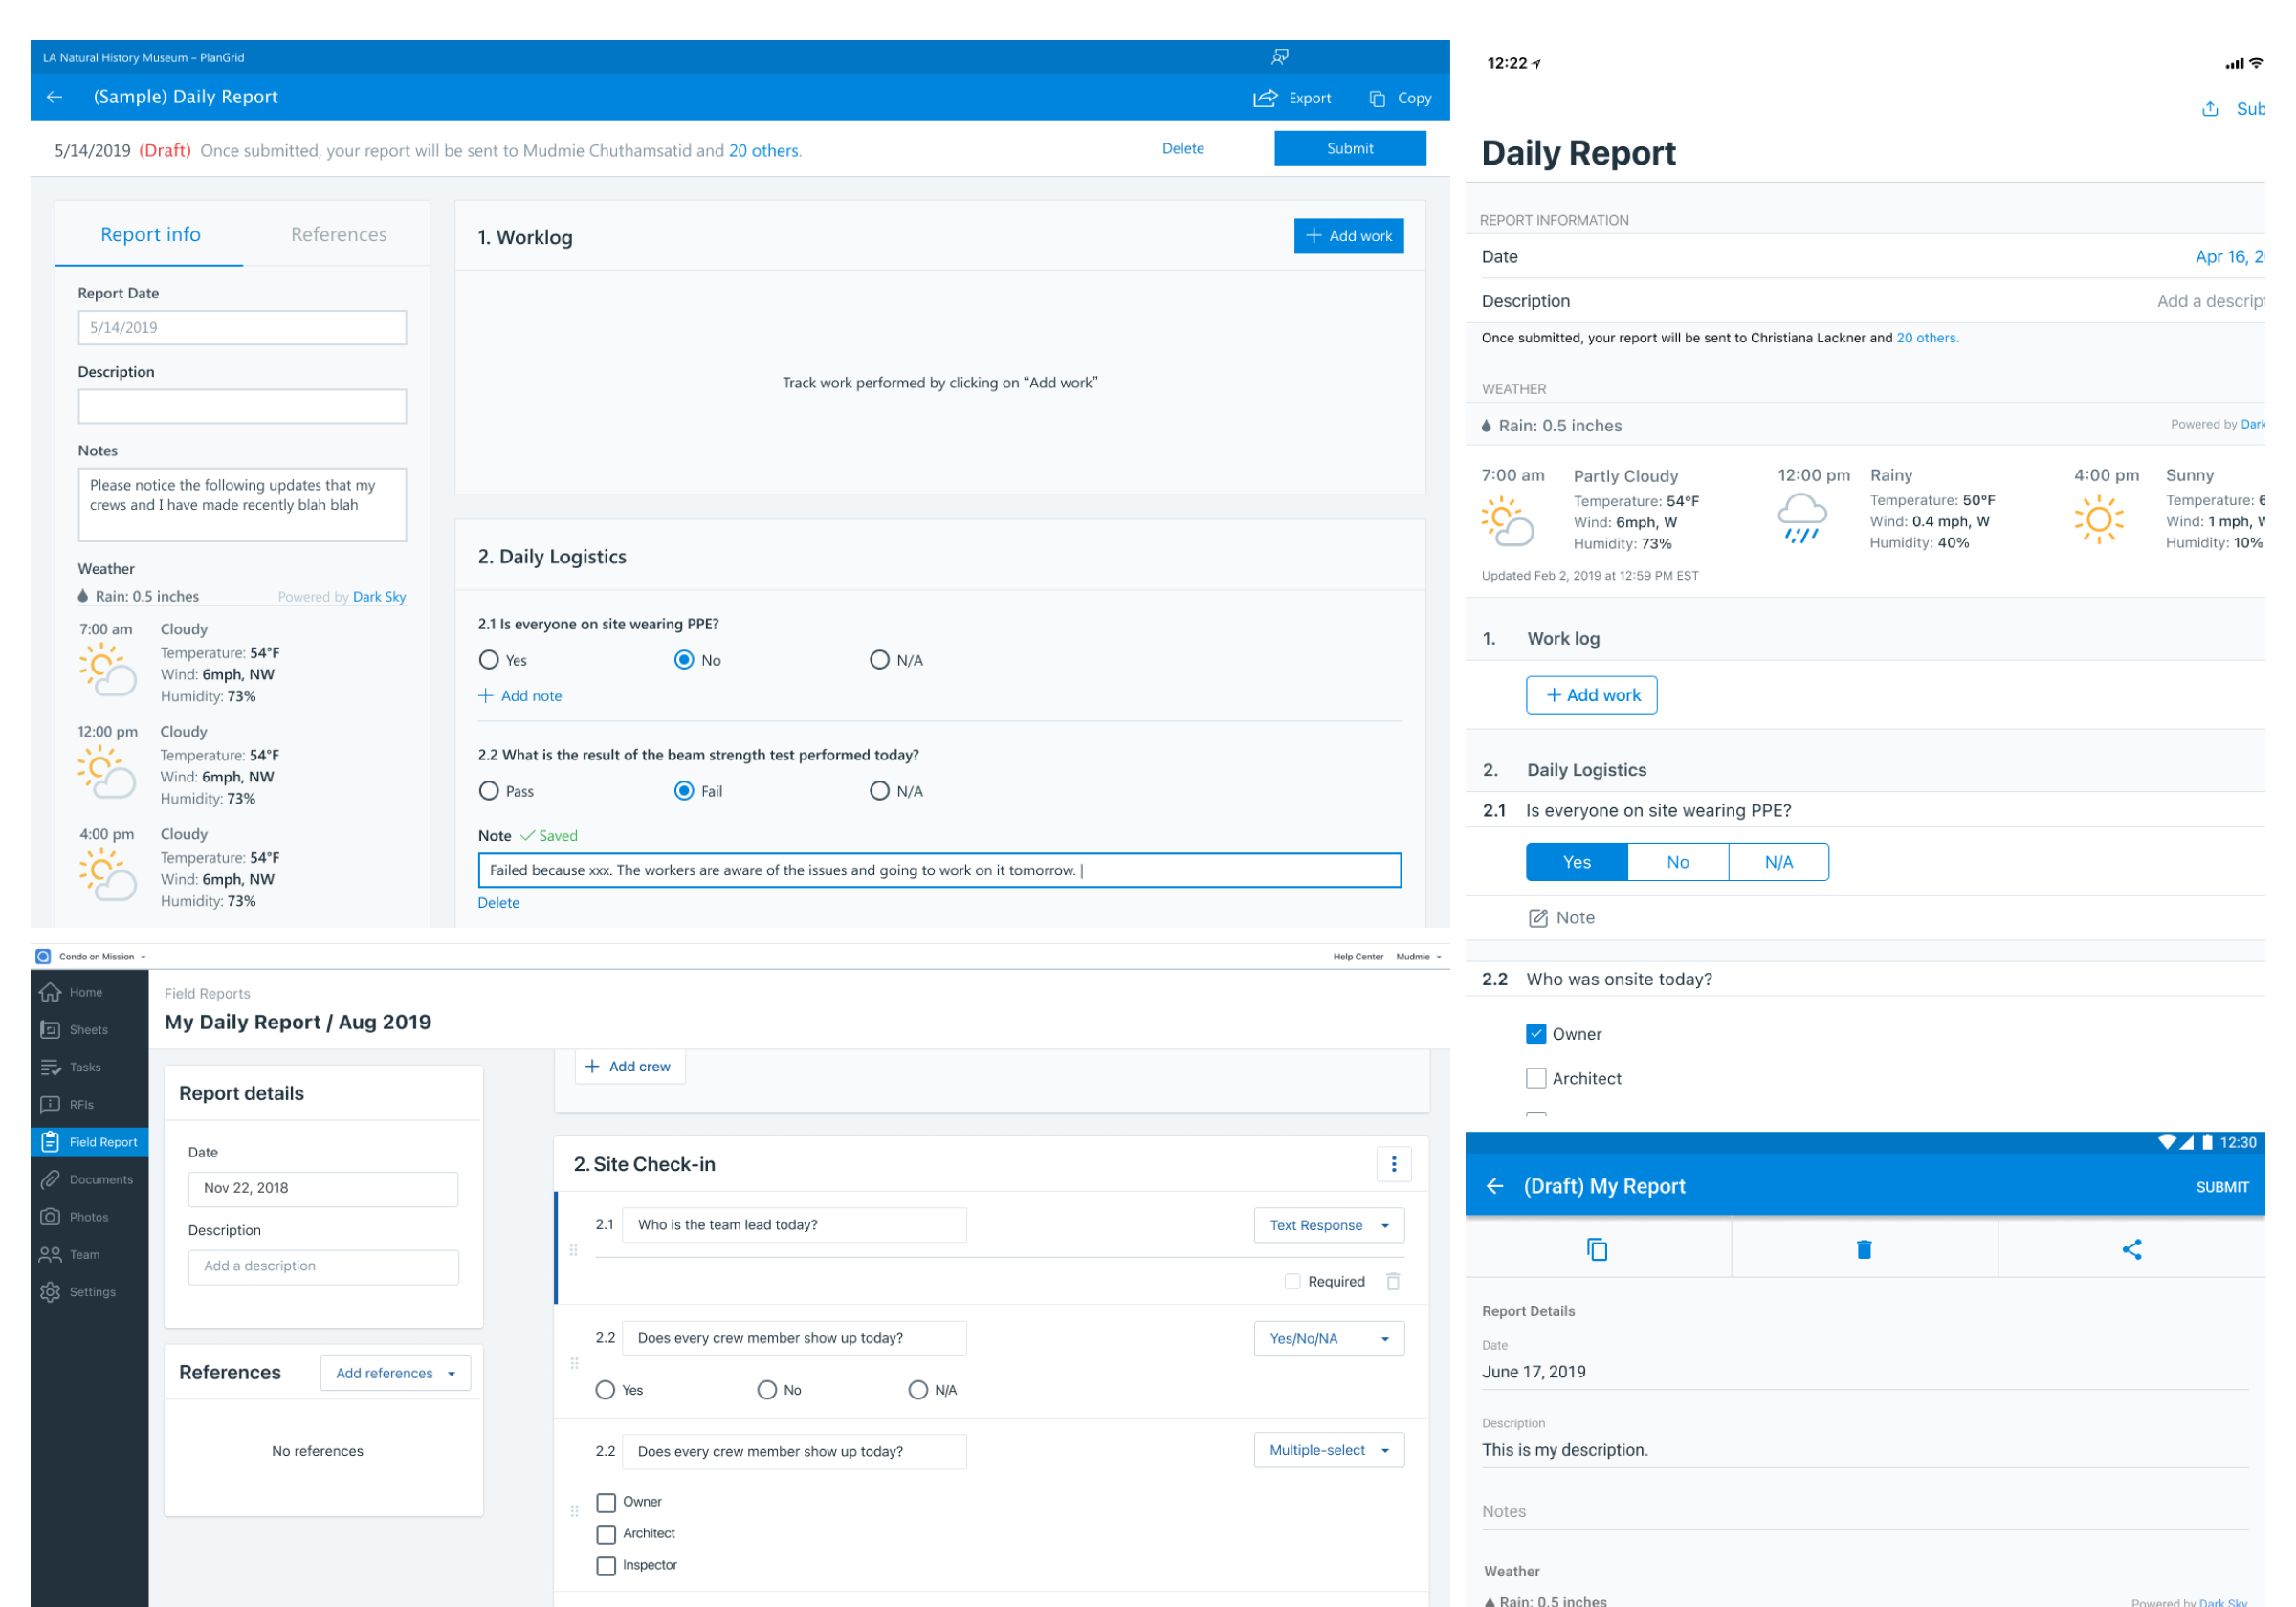 LA Natural History Museum – PlanGrid
(Sample) Daily Report
Export
Copy
5/14/2019 (Draft) Once submitted, your report will be sent to Mudmie Chuthamsatid and 20 others.
Delete
Submit
Report info
References
Report Date
5/14/2019
Description
Notes
Please notice the following updates that my
crews and I have made recently blah blah
Weather
Rain: 0.5 inches
Powered by Dark Sky
7:00 am
Cloudy
Temperature: 54°F
Wind: 6mph, NW
Humidity: 73%
12:00 pm
Cloudy
Temperature: 54°F
Wind: 6mph, NW
Humidity: 73%
4:00 pm
Cloudy
Temperature: 54°F
Wind: 6mph, NW
Humidity: 73%
1. Worklog
+ Add work
Track work performed by clicking on “Add work”
2. Daily Logistics
2.1 Is everyone on site wearing PPE?
Yes
No
N/A
+ Add note
2.2 What is the result of the beam strength test performed today?
Pass
Fail
N/A
Note
Saved
Failed because xxx. The workers are aware of the issues and going to work on it tomorrow. |
Delete
12:22
Sub
Daily Report
REPORT INFORMATION
Date
Apr 16, 2
Description
Add a descrip
Once submitted, your report will be sent to Christiana Lackner and 20 others.
WEATHER
Rain: 0.5 inches
Powered by Dark
7:00 am
Partly Cloudy
Temperature: 54°F
Wind: 6mph, W
Humidity: 73%
12:00 pm
Rainy
Temperature: 50°F
Wind: 0.4 mph, W
Humidity: 40%
4:00 pm
Sunny
Temperature: 6
Wind: 1 mph, W
Humidity: 10%
Updated Feb 2, 2019 at 12:59 PM EST
1. Work log
+ Add work
2. Daily Logistics
2.1 Is everyone on site wearing PPE?
Yes
No
N/A
Note
2.2 Who was onsite today?
Owner
Architect
Condo on Mission
Help Center
Mudmie
Home
Sheets
Tasks
RFIs
Field Report
Documents
Photos
Team
Settings
Field Reports
My Daily Report / Aug 2019
Report details
Date
Nov 22, 2018
Description
Add a description
References
Add references
No references
+ Add crew
2. Site Check-in
2.1 Who is the team lead today?
Text Response
Required
2.2 Does every crew member show up today?
Yes/No/NA
Yes
No
N/A
2.2 Does every crew member show up today?
Multiple-select
Owner
Architect
Inspector
12:30
(Draft) My Report
SUBMIT
Report Details
Date
June 17, 2019
Description
This is my description.
Notes
Weather
Rain: 0.5 inches
Powered by Dark Sky